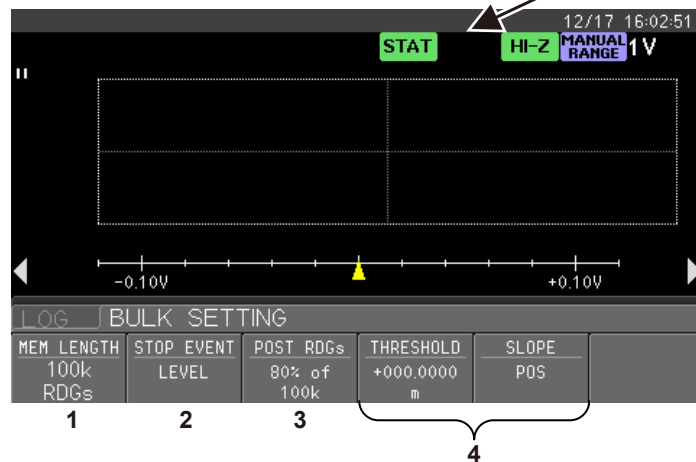 12/17 16:02:51
STAT HI-Z MANUAL RANGE 1V
-0.10V +0.10V
LOG BULK SETTING
MEM LENGTH STOP EVENT POST RDGs THRESHOLD SLOPE
100k LEVEL 80% of +000.0000 POS
RDGs 100k m
1 2 3
4